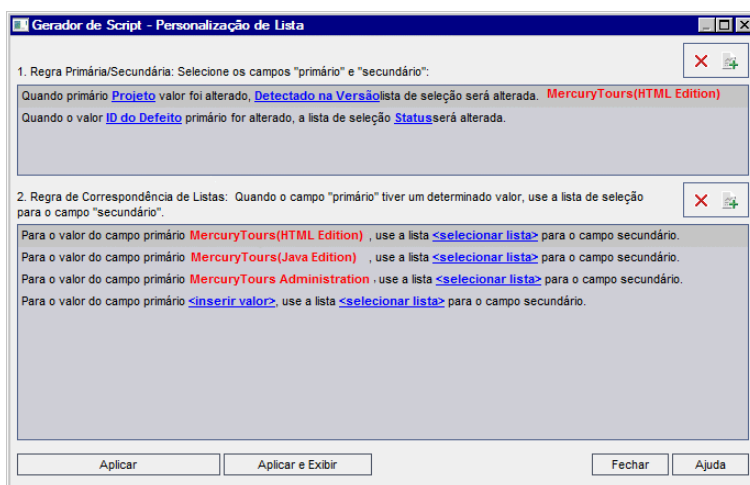 Gerador de Script - Personalização de Lista
1. Regra Primária/Secundária: Selecione os campos "primário" e "secundário":
Quando primário Projeto valor foi alterado, Detectado na Versãolista de seleção será alterada. MercuryTours(HTML Edition)
Quando o valor ID do Defeito primário for alterado, a lista de seleção Statusserá alterada.
2. Regra de Correspondência de Listas: Quando o campo "primário" tiver um determinado valor, use a lista de seleção
para o campo "secundário".
Para o valor do campo primário MercuryTours(HTML Edition) , use a lista <selecionar lista> para o campo secundário.
Para o valor do campo primário MercuryTours(Java Edition) , use a lista <selecionar lista> para o campo secundário.
Para o valor do campo primário MercuryTours Administration , use a lista <selecionar lista> para o campo secundário.
Para o valor do campo primário <inserir valor>, use a lista <selecionar lista> para o campo secundário.
Aplicar Aplicar e Exibir Fechar Ajuda